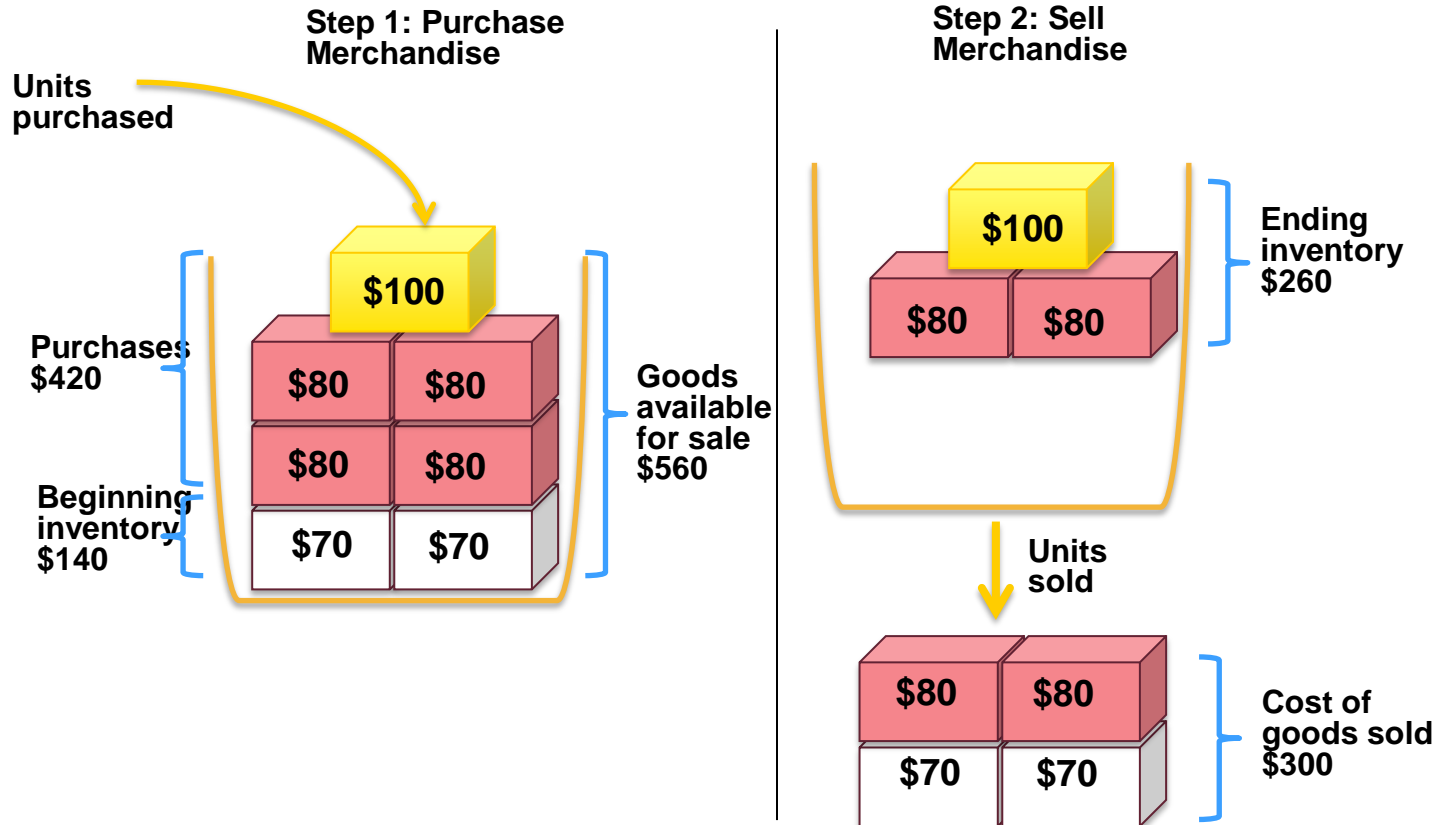 Step 1: Purchase
Merchandise
Units
purchased
$100
Purchases
$420
$80 $80
$80 $80
Goods
available
for sale
$560
Beginning
inventory
$140
$70 $70
Step 2: Sell
Merchandise
$100
$80 $80
Ending
inventory
$260
Units
sold
$80 $80
$70 $70
Cost of
goods sold
$300